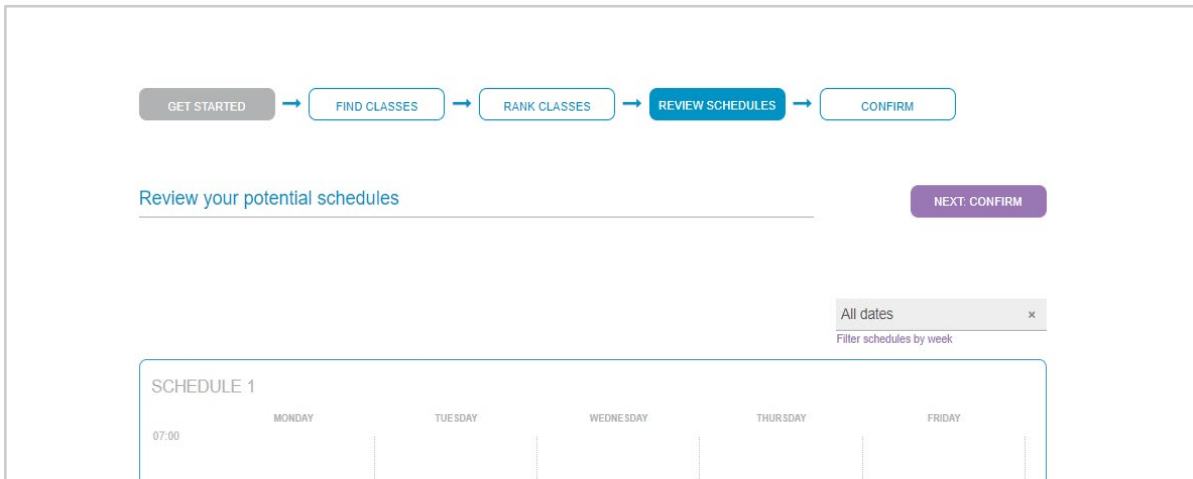 GET STARTED → FIND CLASSES → RANK CLASSES → REVIEW SCHEDULES → CONFIRM
Review your potential schedules
NEXT: CONFIRM
All dates ×
Filter schedules by week
SCHEDULE 1
MONDAY TUESDAY WEDNESDAY THURSDAY FRIDAY
07:00